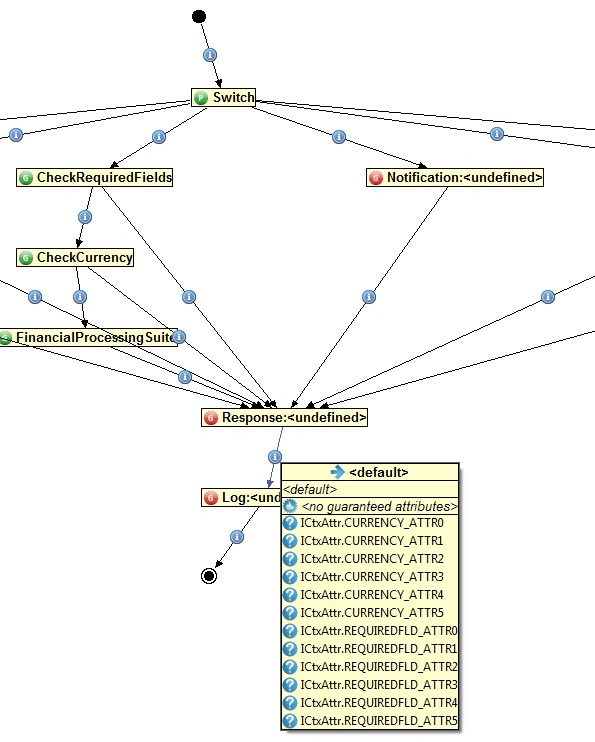 P Switch
G CheckRequiredFields
G Notification:<undefined>
G CheckCurrency
G FinancialProcessingSuite
G Response:<undefined>
<default>
G Log:<und
<default>
<no guaranteed attributes>
ICtxAttr.CURRENCY_ATTR0
ICtxAttr.CURRENCY_ATTR1
ICtxAttr.CURRENCY_ATTR2
ICtxAttr.CURRENCY_ATTR3
ICtxAttr.CURRENCY_ATTR4
ICtxAttr.CURRENCY_ATTR5
ICtxAttr.REQUIREDFLD_ATTR0
ICtxAttr.REQUIREDFLD_ATTR1
ICtxAttr.REQUIREDFLD_ATTR2
ICtxAttr.REQUIREDFLD_ATTR3
ICtxAttr.REQUIREDFLD_ATTR4
ICtxAttr.REQUIREDFLD_ATTR5